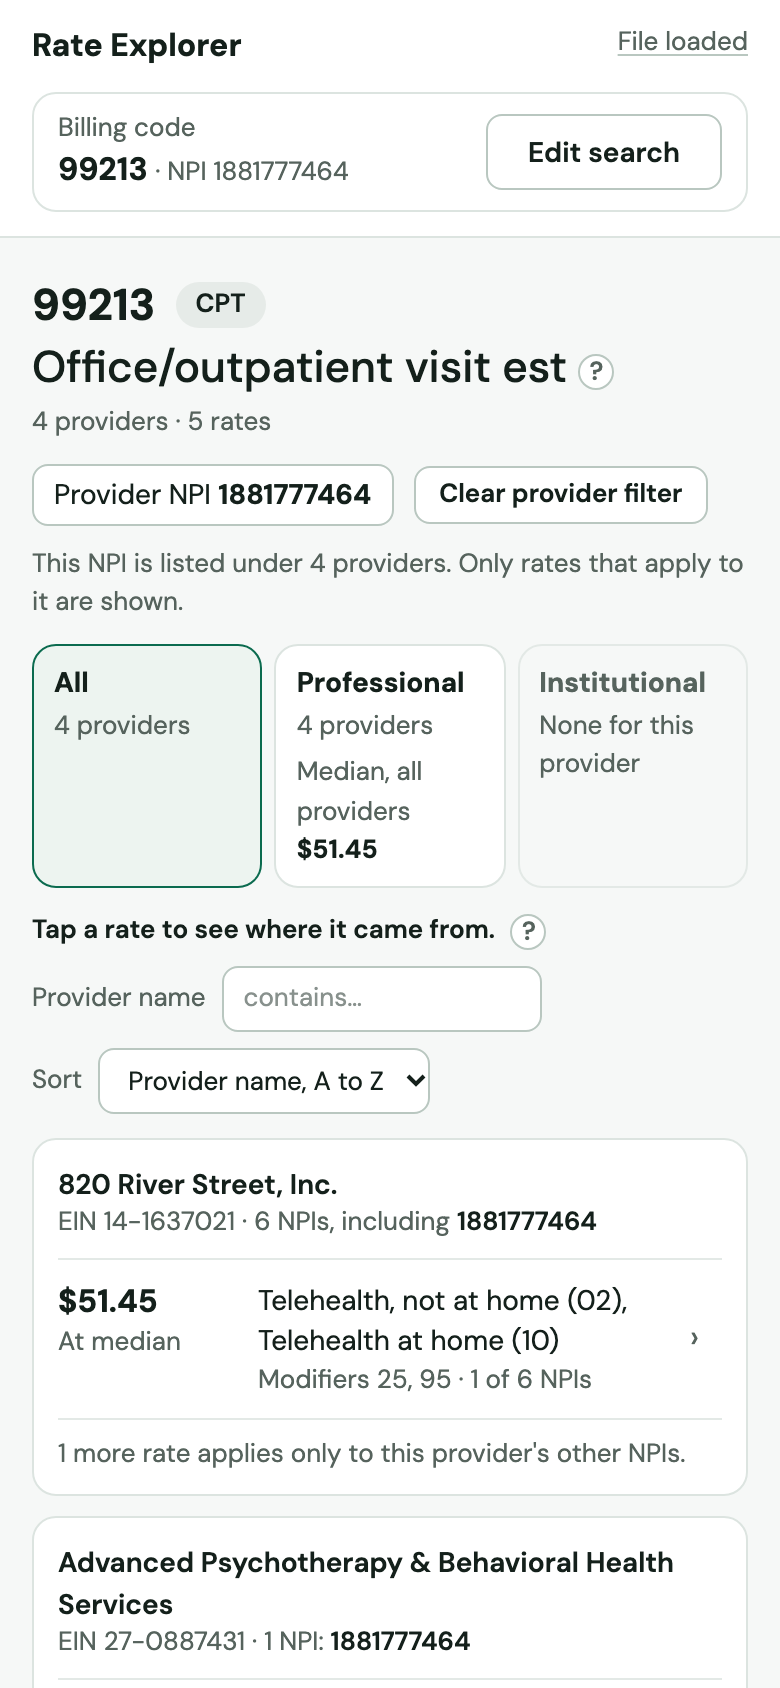 Rate Explorer
File loaded
Billing code
99213 · NPI 1881777464
Edit search
99213 CPT
Office/outpatient visit est ?
4 providers · 5 rates
Provider NPI 1881777464
Clear provider filter
This NPI is listed under 4 providers. Only rates that apply to
it are shown.
All
4 providers
Professional
4 providers
Median, all
providers
$51.45
Institutional
None for this
provider
Tap a rate to see where it came from. ?
Provider name contains...
Sort Provider name, A to Z
820 River Street, Inc.
EIN 14-1637021 · 6 NPIs, including 1881777464
$51.45
At median
Telehealth, not at home (02),
Telehealth at home (10)
Modifiers 25, 95 · 1 of 6 NPIs
›
1 more rate applies only to this provider's other NPIs.
Advanced Psychotherapy & Behavioral Health
Services
EIN 27-0887431 · 1 NPI: 1881777464